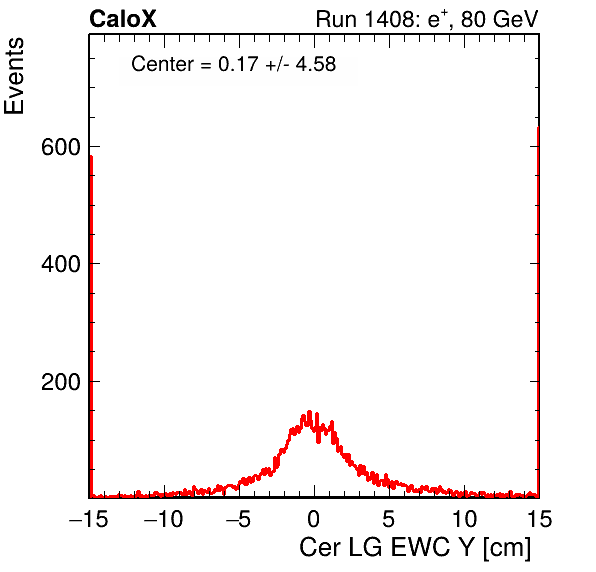 CaloX Run 1408: e⁺, 80 GeV
Center = 0.17 +/- 4.58
Events
600
400
200
−15 −10 −5 0 5 10 15
Cer LG EWC Y [cm]